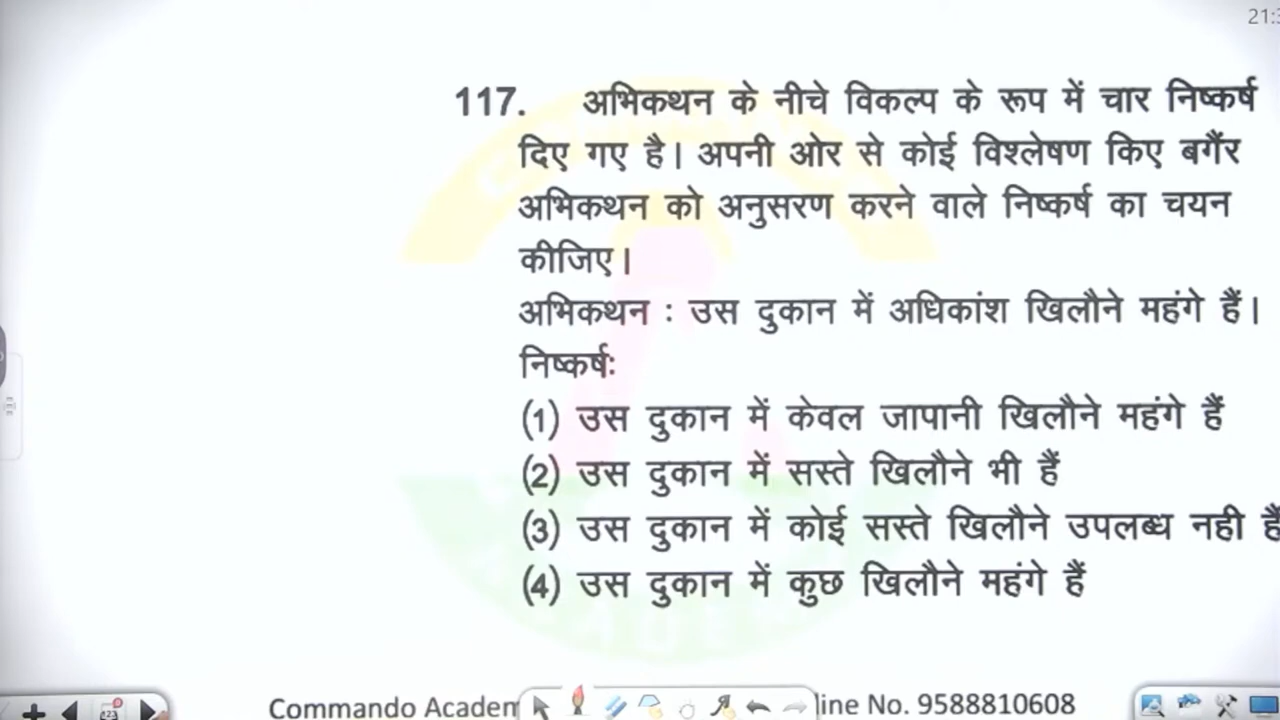 21:3
117. अभिकथन के नीचे विकल्प के रूप में चार निष्कर्ष
दिए गए है। अपनी ओर से कोई विश्लेषण किए बगैंर
अभिकथन को अनुसरण करने वाले निष्कर्ष का चयन
कीजिए।
अभिकथन : उस दुकान में अधिकांश खिलौने महंगे हैं।
निष्कर्षः
(1) उस दुकान में केवल जापानी खिलौने महंगे हैं
(2) उस दुकान में सस्ते खिलौने भी हैं
(3) उस दुकान में कोई सस्ते खिलौने उपलब्ध नही हैं
(4) उस दुकान में कुछ खिलौने महंगे हैं
Commando Academ line No. 9588810608